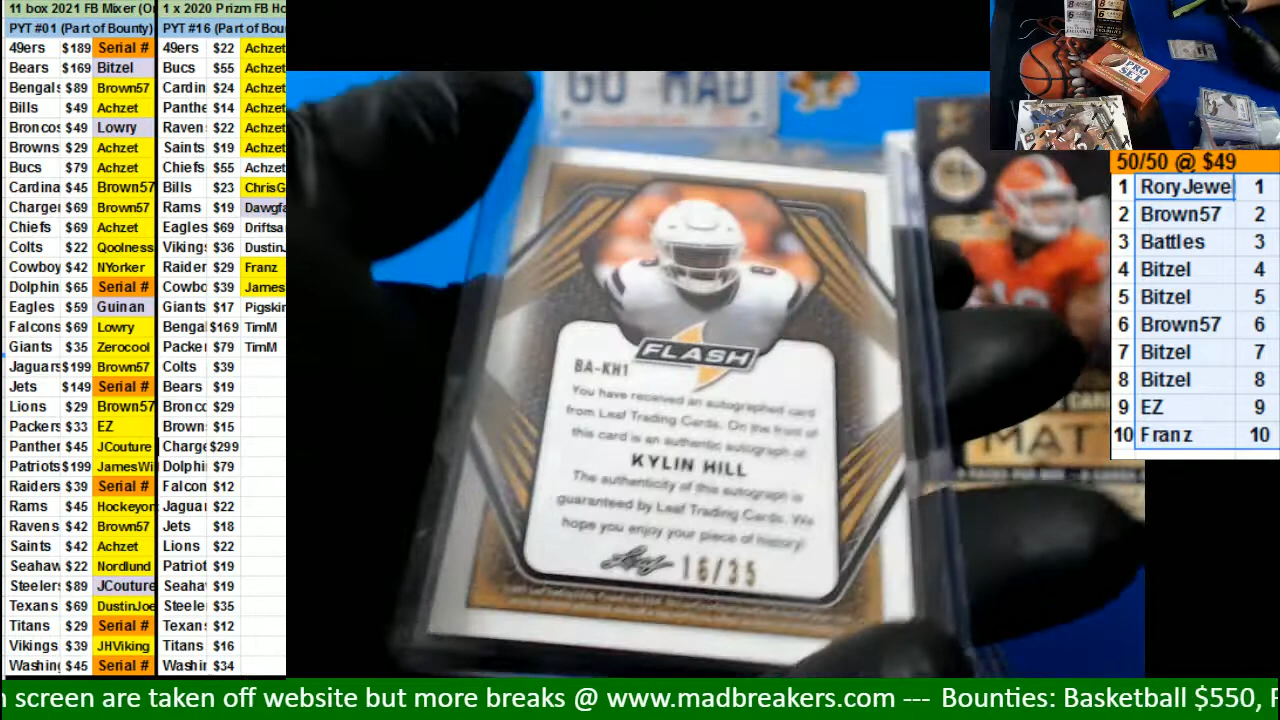 11 box 2021 FB Mixer (O
PYT #01 (Part of Bounty)
49ers $189 Serial #
Bears $169 Bitzel
Bengals $89 Brown57
Bills $49 Achzet
Broncos $49 Lowry
Browns $29 Achzet
Bucs $79 Achzet
Cardina $45 Brown57
Charge $69 Brown57
Chiefs $69 Achzet
Colts $22 Qoolness
Cowboy $42 NYorker
Dolphin $65 Serial #
Eagles $59 Guinan
Falcons $69 Lowry
Giants $35 Zerocool
Jaguars $199 Brown57
Jets $149 Serial #
Lions $29 Brown57
Packers $33 EZ
Panther $45 JCouture
Patriots $199 JamesWi
Raiders $39 Serial #
Rams $45 Hockeyon
Ravens $42 Brown57
Saints $42 Achzet
Seahaw $22 Nordlund
Steelers $89 JCouture
Texans $69 DustinJoe
Titans $29 Serial #
Vikings $39 JHViking
Washing $45 Serial #
1 x 2020 Prizm FB Ho
PYT #16 (Part of Bou
49ers $22 Achzet
Bucs $55 Achzet
Cardin $24 Achzet
Panthe $14 Achzet
Raven $22 Achzet
Saints $19 Achzet
Chiefs $55 Achzet
Bills $23 ChrisG
Rams $19 Dawgfa
Eagles $69 Driftsa
Viking $36 DustinJ
Raider $29 Franz
Cowbo $39 James
Giants $17 Pigskin
Benga $169 TimM
Packe $79 TimM
Colts $39
Bears $19
Bronco $29
Brown $15
Charge $299
Dolphi $79
Falcon $12
Jagua $22
Jets $18
Lions $22
Patriot $19
Seaha $19
Steele $35
Texan $12
Titans $16
Washi $34
GO MAD
FLASH
BA-KH1
You have received an autographed card
from Leaf Trading Cards. On the front of
this card is an authentic autograph of
KYLIN HILL
The authenticity of this autograph is
guaranteed by Leaf Trading Cards. We
hope you enjoy your piece of history!
Leaf 16/35
MATT
PRO
SET
50/50 @ $49
1 RoryJewel 1
2 Brown57 2
3 Battles 3
4 Bitzel 4
5 Bitzel 5
6 Brown57 6
7 Bitzel 7
8 Bitzel 8
9 EZ 9
10 Franz 10
n screen are taken off website but more breaks @ www.madbreakers.com --- Bounties: Basketball $550, F